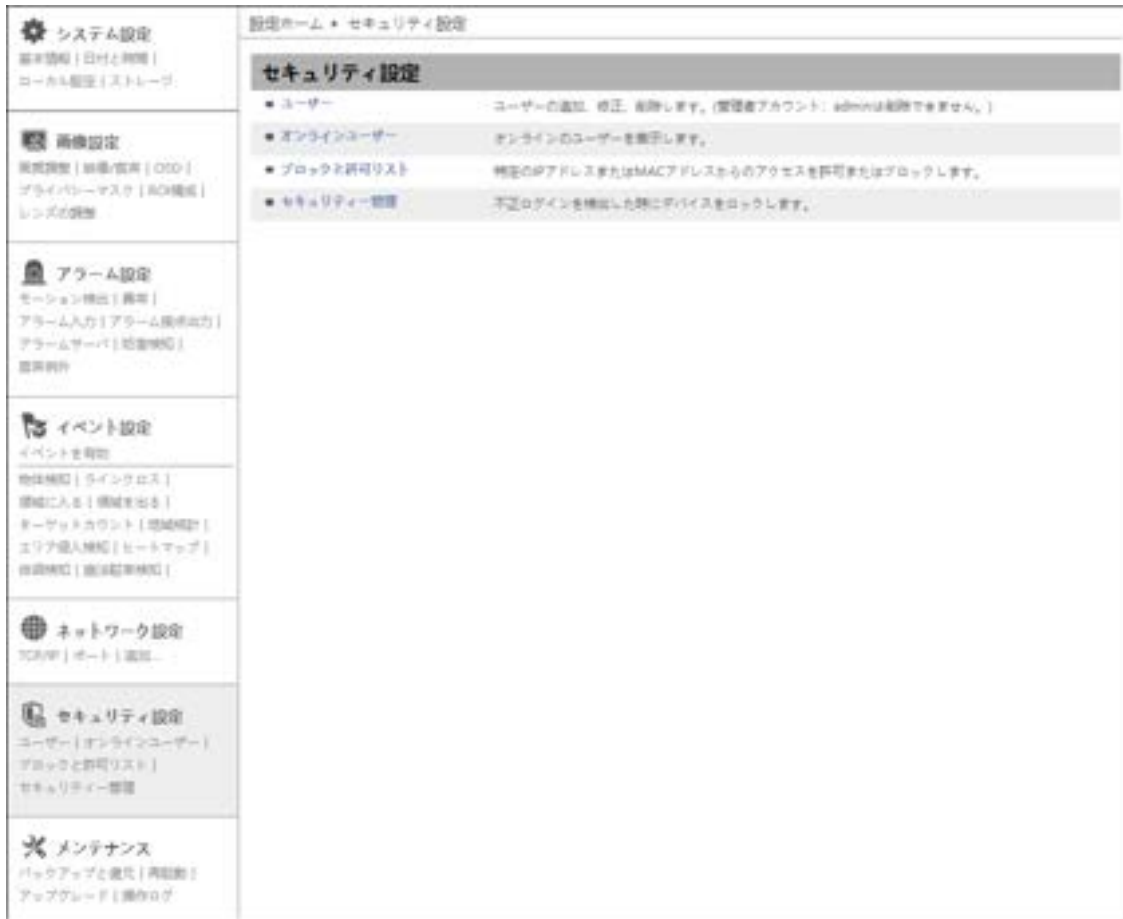 システム設定
基本情報 | 日付と時間 |
ローカル設定 | ストレージ
画像設定
画質調整 | 映像/音声 | OSD |
プライバシーマスク | ROI構成 |
レンズの調整
アラーム設定
モーション検出 | 異常 |
アラーム入力 | アラーム接点出力 |
アラームサーバ | 妨害検知 |
音声例外
イベント設定
イベントを有効
物体検知 | ラインクロス |
領域に入る | 領域を出る |
ターゲットカウント | 地域統計 |
エリア侵入検知 | ヒートマップ |
ネットワーク設定
TCP/IP | ポート | 追加...
セキュリティ設定
ユーザー | オンラインユーザー |
ブロックと許可リスト |
セキュリティー管理
メンテナンス
バックアップと復元 | 再起動 |
アップグレード | 操作ログ
設定ホーム ▸ セキュリティ設定
セキュリティ設定
■ ユーザー ユーザーの追加、修正、削除します。(管理者アカウント: adminは削除できません。)
■ オンラインユーザー オンラインのユーザーを表示します。
■ ブロックと許可リスト 特定のIPアドレスまたはMACアドレスからのアクセスを許可またはブロックします。
■ セキュリティー管理 不正ログインを検出した時にデバイスをロックします。